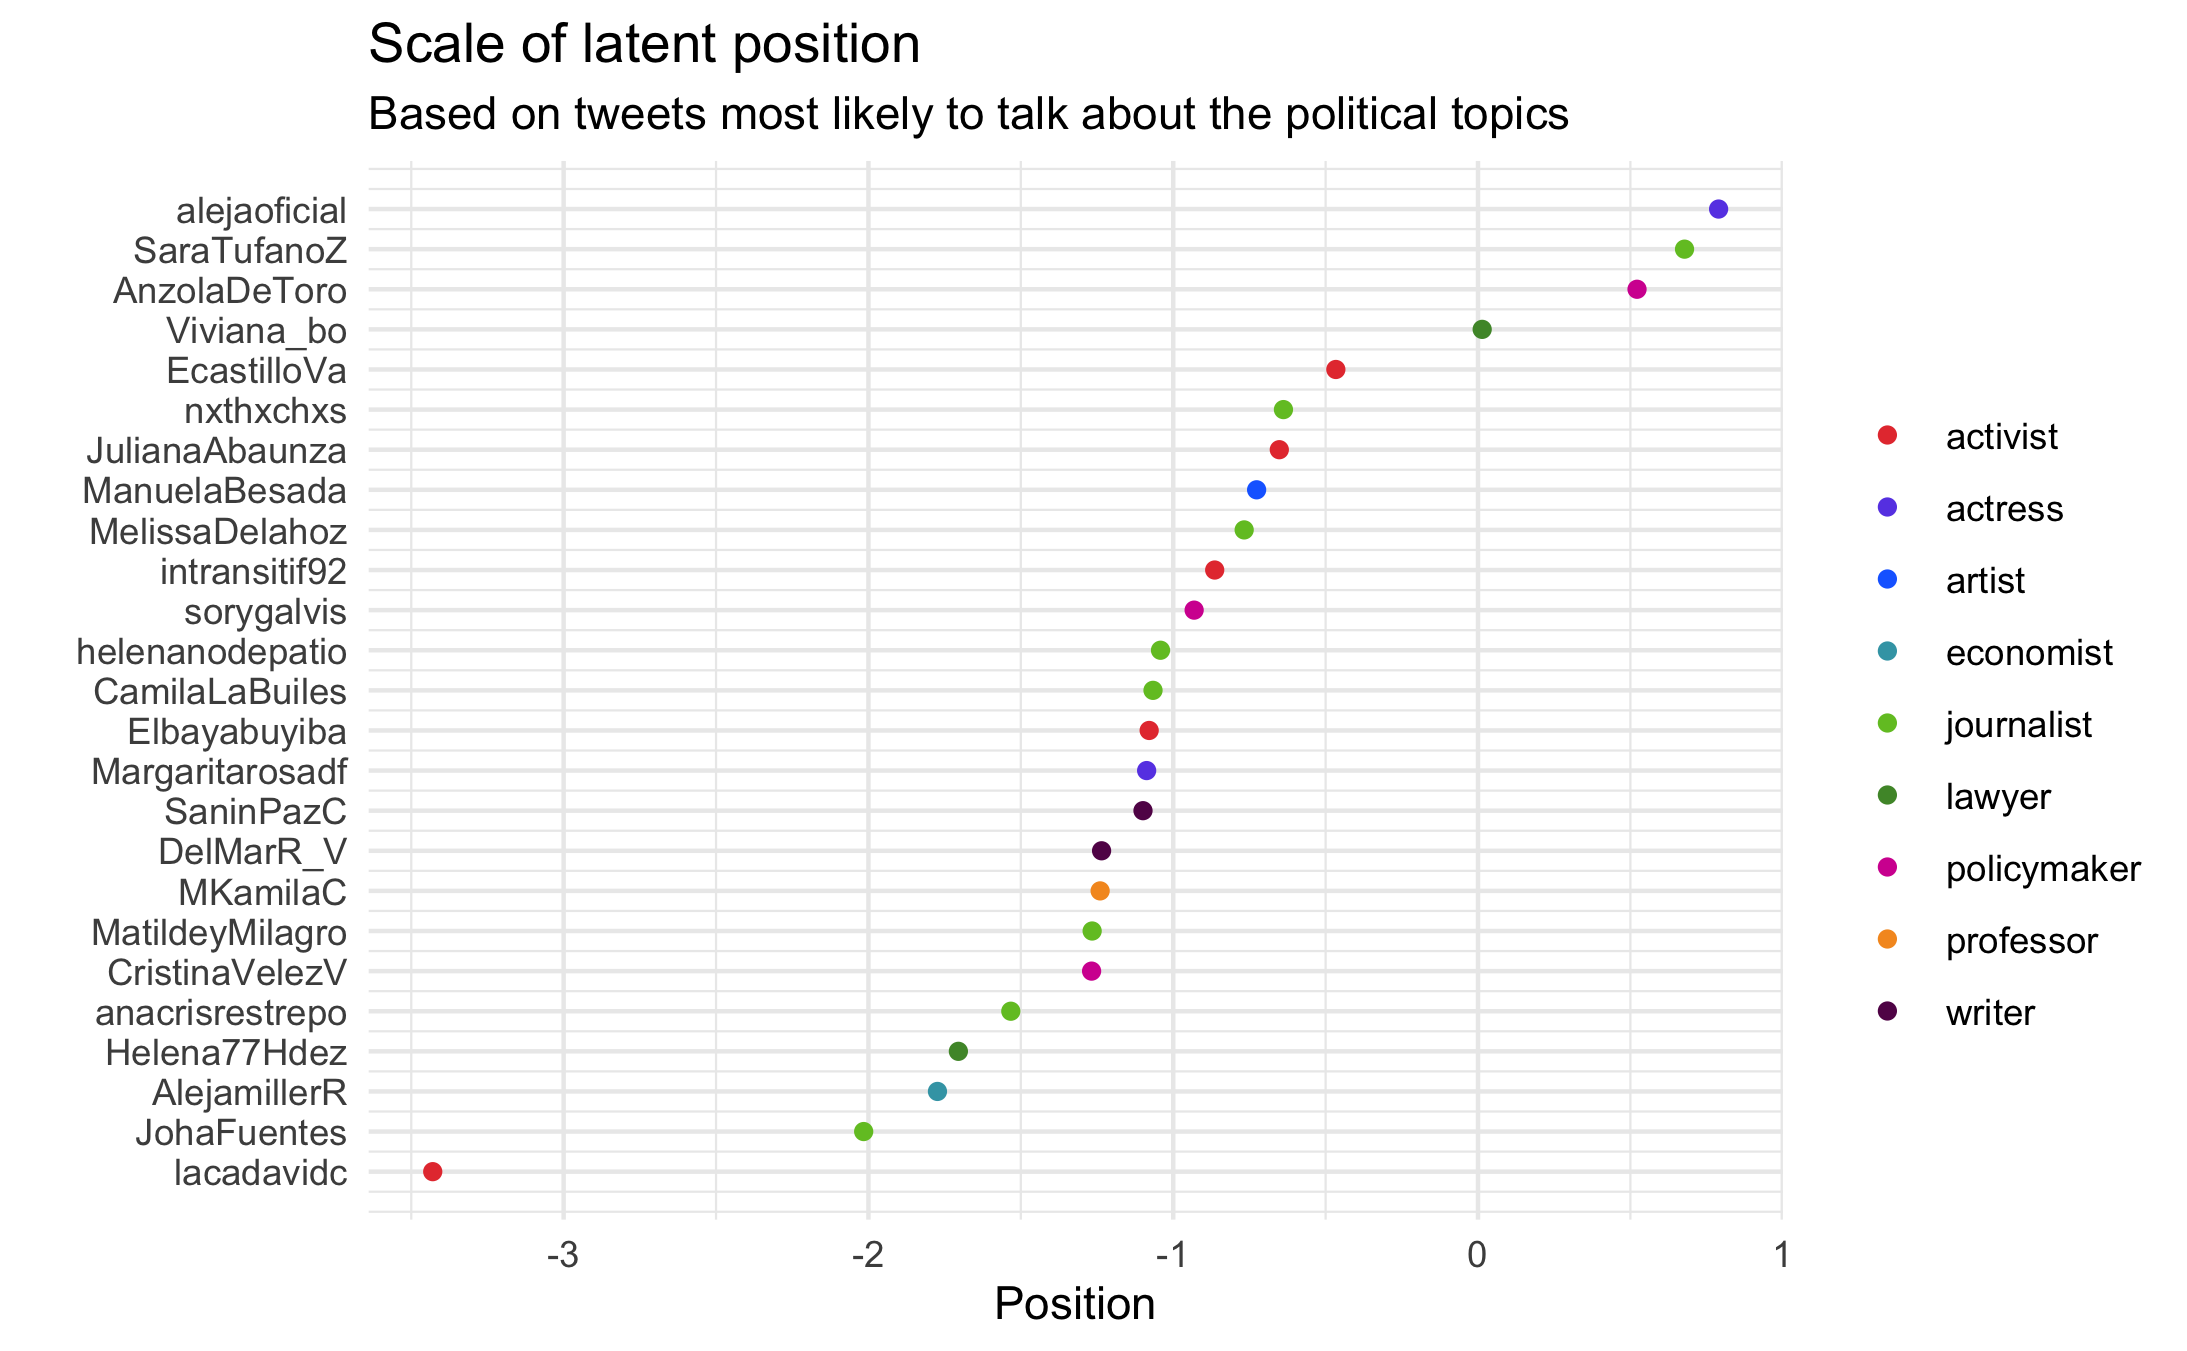 Scale of latent position
Based on tweets most likely to talk about the political topics
alejaoficial
SaraTufanoZ
AnzolaDeToro
Viviana_bo
EcastilloVa
nxthxchxs
JulianaAbaunza
ManuelaBesada
MelissaDelahoz
intransitif92
sorygalvis
helenanodepatio
CamilaLaBuiles
Elbayabuyiba
Margaritarosadf
SaninPazC
DelMarR_V
MKamilaC
MatildeyMilagro
CristinaVelezV
anacrisrestrepo
Helena77Hdez
AlejamillerR
JohaFuentes
lacadavidc
-3 -2 -1 0 1
Position
activist
actress
artist
economist
journalist
lawyer
policymaker
professor
writer